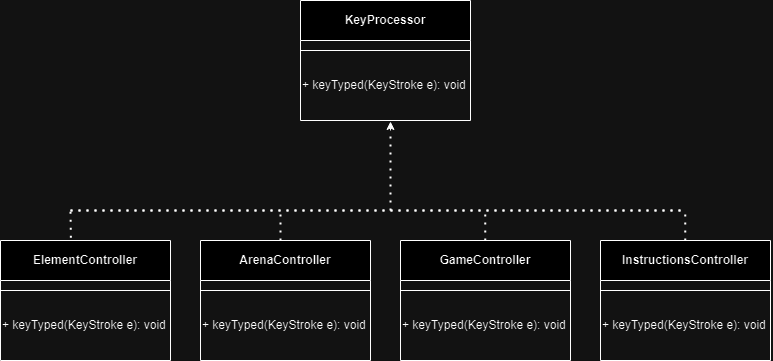 KeyProcessor
+ keyTyped(KeyStroke e): void
ElementController
+ keyTyped(KeyStroke e): void
ArenaController
+ keyTyped(KeyStroke e): void
GameController
+ keyTyped(KeyStroke e): void
InstructionsController
+ keyTyped(KeyStroke e): void